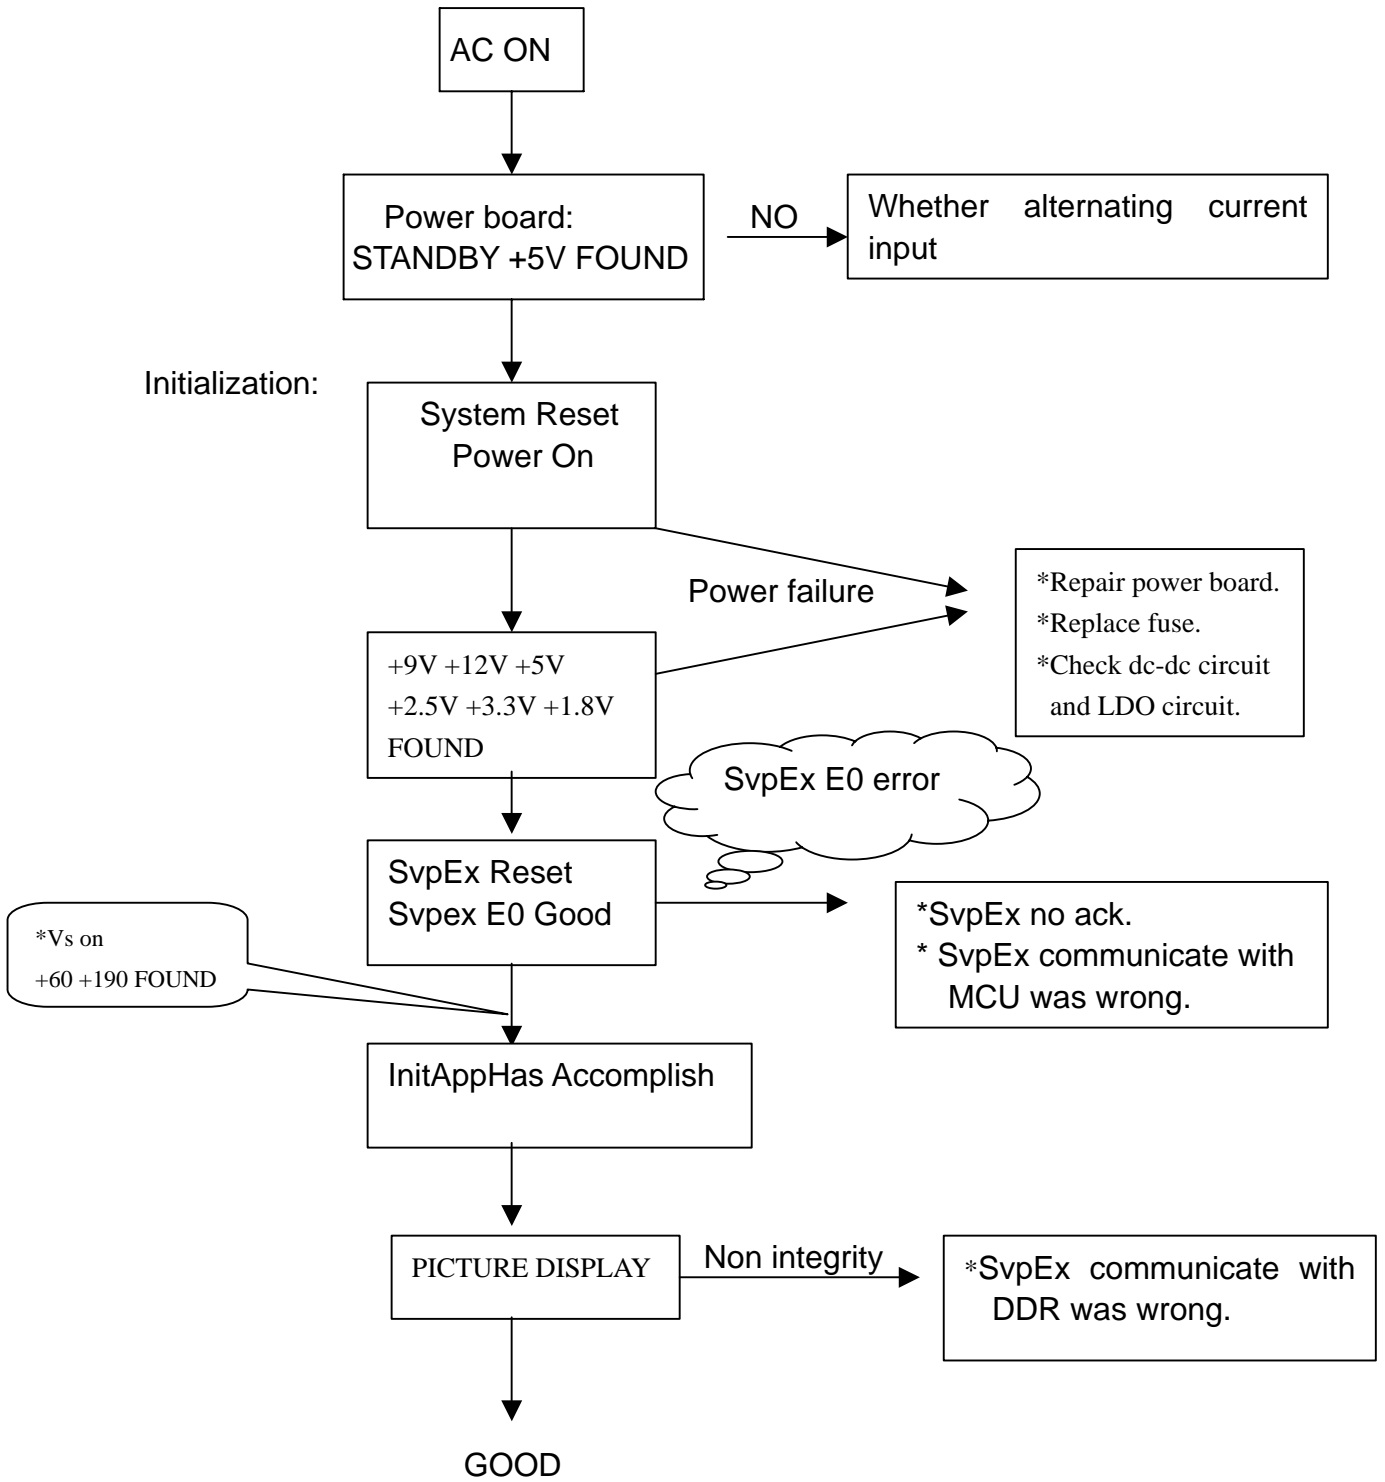 AC ON
Power board:
STANDBY +5V FOUND
NO
Whether alternating current
input
Initialization:
System Reset
Power On
Power failure
*Repair power board.
*Replace fuse.
*Check dc-dc circuit
and LDO circuit.
+9V +12V +5V
+2.5V +3.3V +1.8V
FOUND
SvpEx E0 error
SvpEx Reset
Svpex E0 Good
*SvpEx no ack.
* SvpEx communicate with
MCU was wrong.
*Vs on
+60 +190 FOUND
InitAppHas Accomplish
PICTURE DISPLAY
Non integrity
*SvpEx communicate with
DDR was wrong.
GOOD